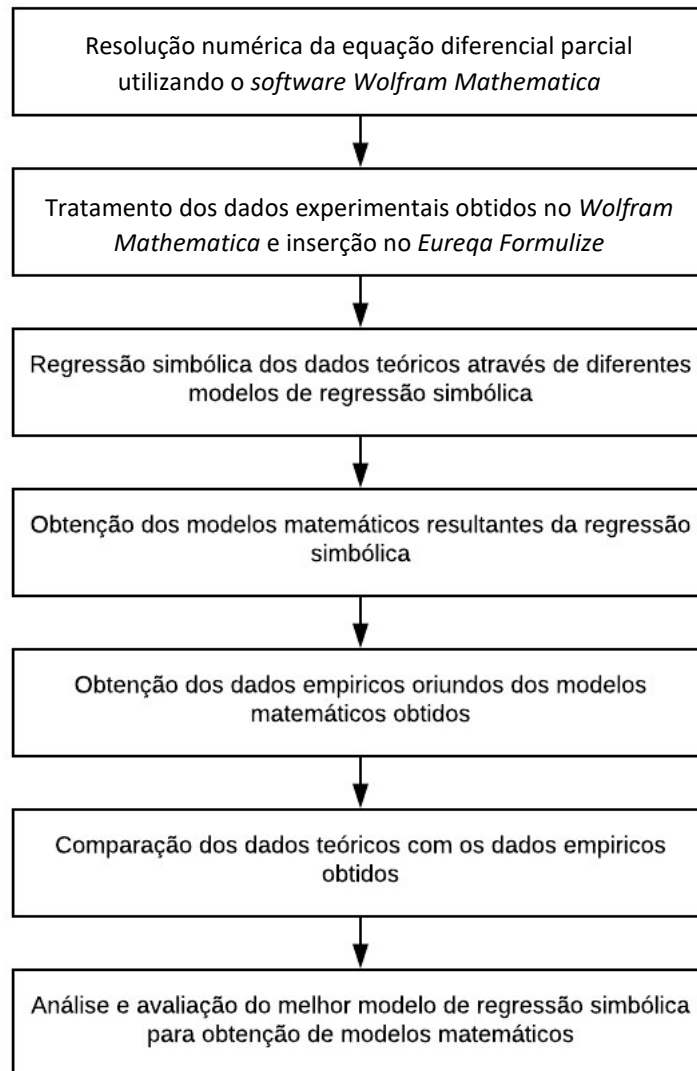 Resolução numérica da equação diferencial parcial
utilizando o software Wolfram Mathematica
Tratamento dos dados experimentais obtidos no Wolfram
Mathematica e inserção no Eureqa Formulize
Regressão simbólica dos dados teóricos através de diferentes
modelos de regressão simbólica
Obtenção dos modelos matemáticos resultantes da regressão
simbólica
Obtenção dos dados empiricos oriundos dos modelos
matemáticos obtidos
Comparação dos dados teóricos com os dados empiricos
obtidos
Análise e avaliação do melhor modelo de regressão simbólica
para obtenção de modelos matemáticos